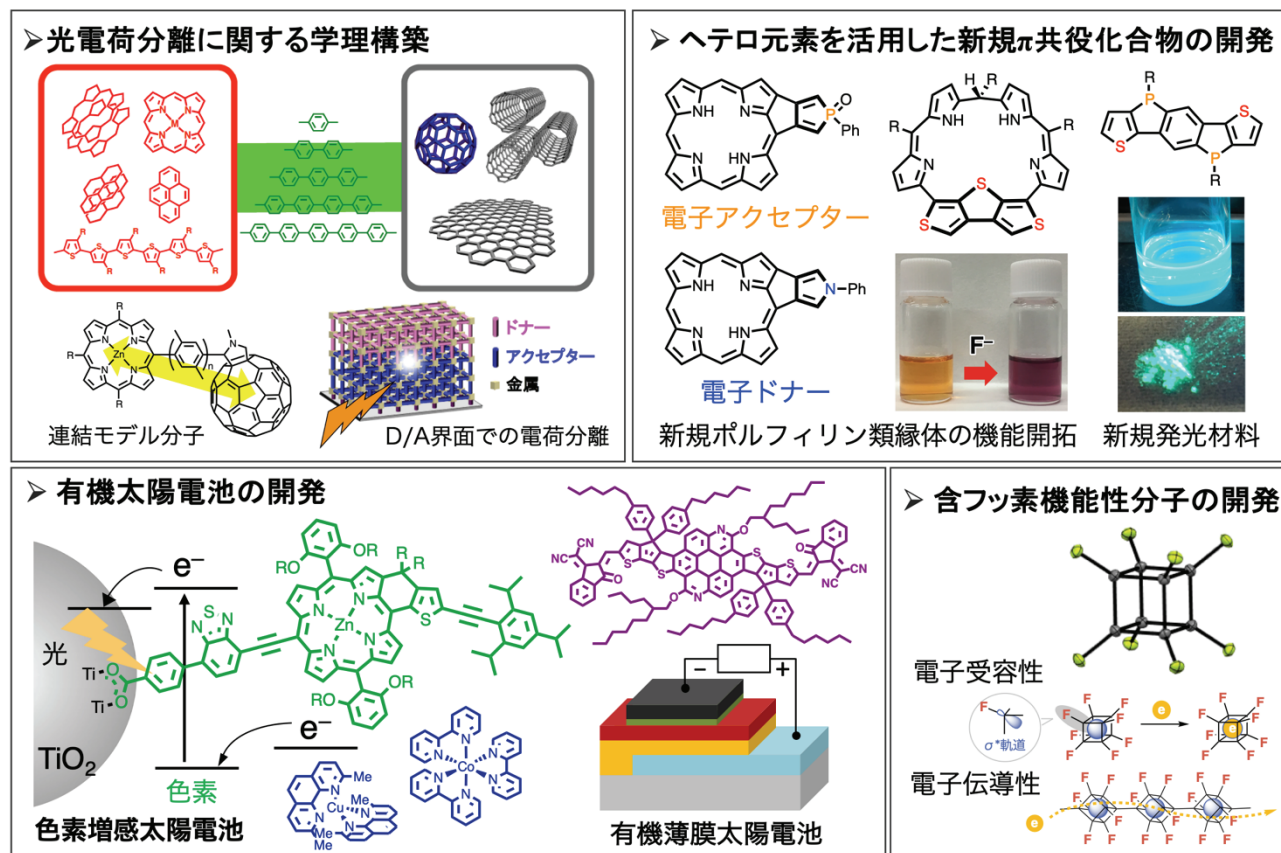 ➢光電荷分離に関する学理構築
N
N
M
N
N
R
R
R
S
S
S
S
S
S
R
R
R
R
N
N
Zn
N
N
R
R
n
N
ドナー
アクセプター
金属
連結モデル分子
D/A界面での電荷分離
➢ ヘテロ元素を活用した新規π共役化合物の開発
NH
N
N
HN
P
O
Ph
電子アクセプター
NH
N
N
HN
N–Ph
電子ドナー
H
R
NH
HN
R
R
N
N
S
S
S
F⁻
R
P
S
S
P
R
新規ポルフィリン類縁体の機能開拓
新規発光材料
➢ 有機太陽電池の開発
e⁻
光
Ti
O
Ti
O
TiO₂
N
S
N
OR
RO
R
R
N
N
Zn
N
N
S
RO
OR
色素
e⁻
Me
N
N
Cu
Me
N
N
Me
Me
N
N
N
Co
N
N
N
色素増感太陽電池
NC
CN
O
S
S
N
O
O
N
S
S
O
NC
CN
−
+
有機薄膜太陽電池
➢ 含フッ素機能性分子の開発
電子受容性
F
σ*軌道
F
F
F
F
F
F
F
F
e
F
F
F
F
F
F
F
F
e
電子伝導性
F
F
F
F
F
F
F
F
F
F
F
F
e